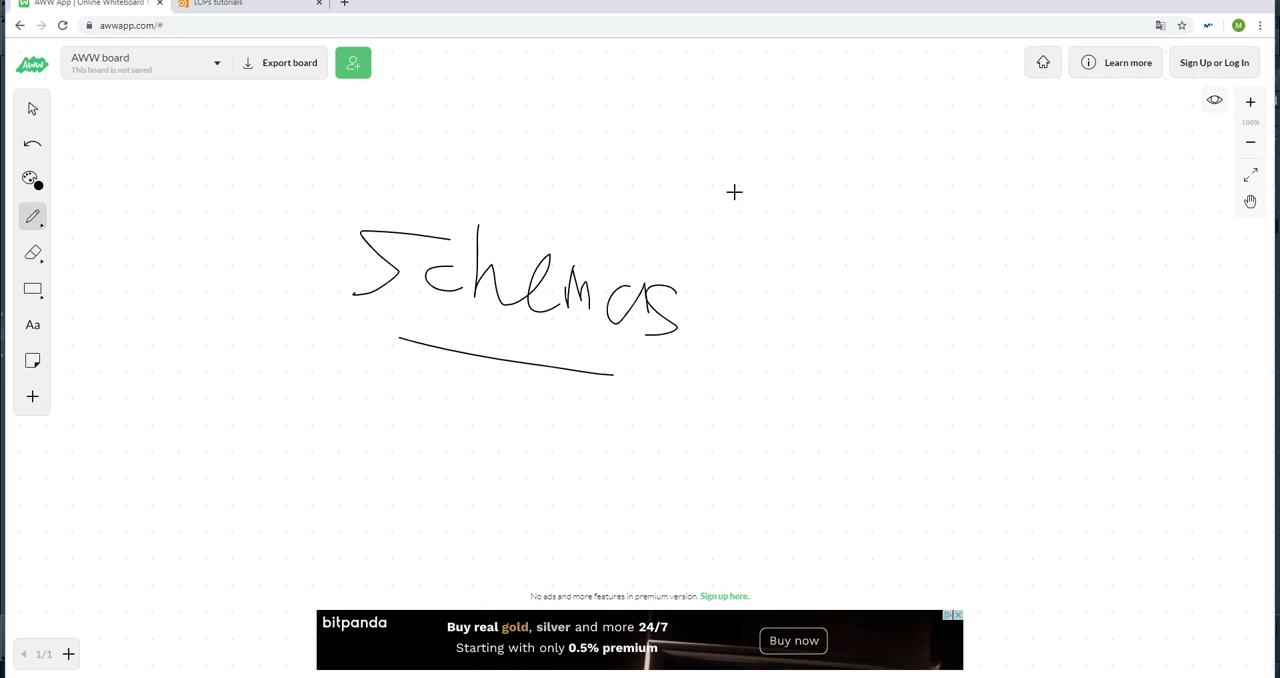 AWW App | Online Whiteboard
LOPs tutorials
awwapp.com/#
M
AWW
AWW board
This board is not saved
Export board
Learn more
Sign Up or Log In
100%
Aa
Schemas
No ads and more features in premium version. Sign up here.
bitpanda
Buy real gold, silver and more 24/7
Starting with only 0.5% premium
Buy now
1/1